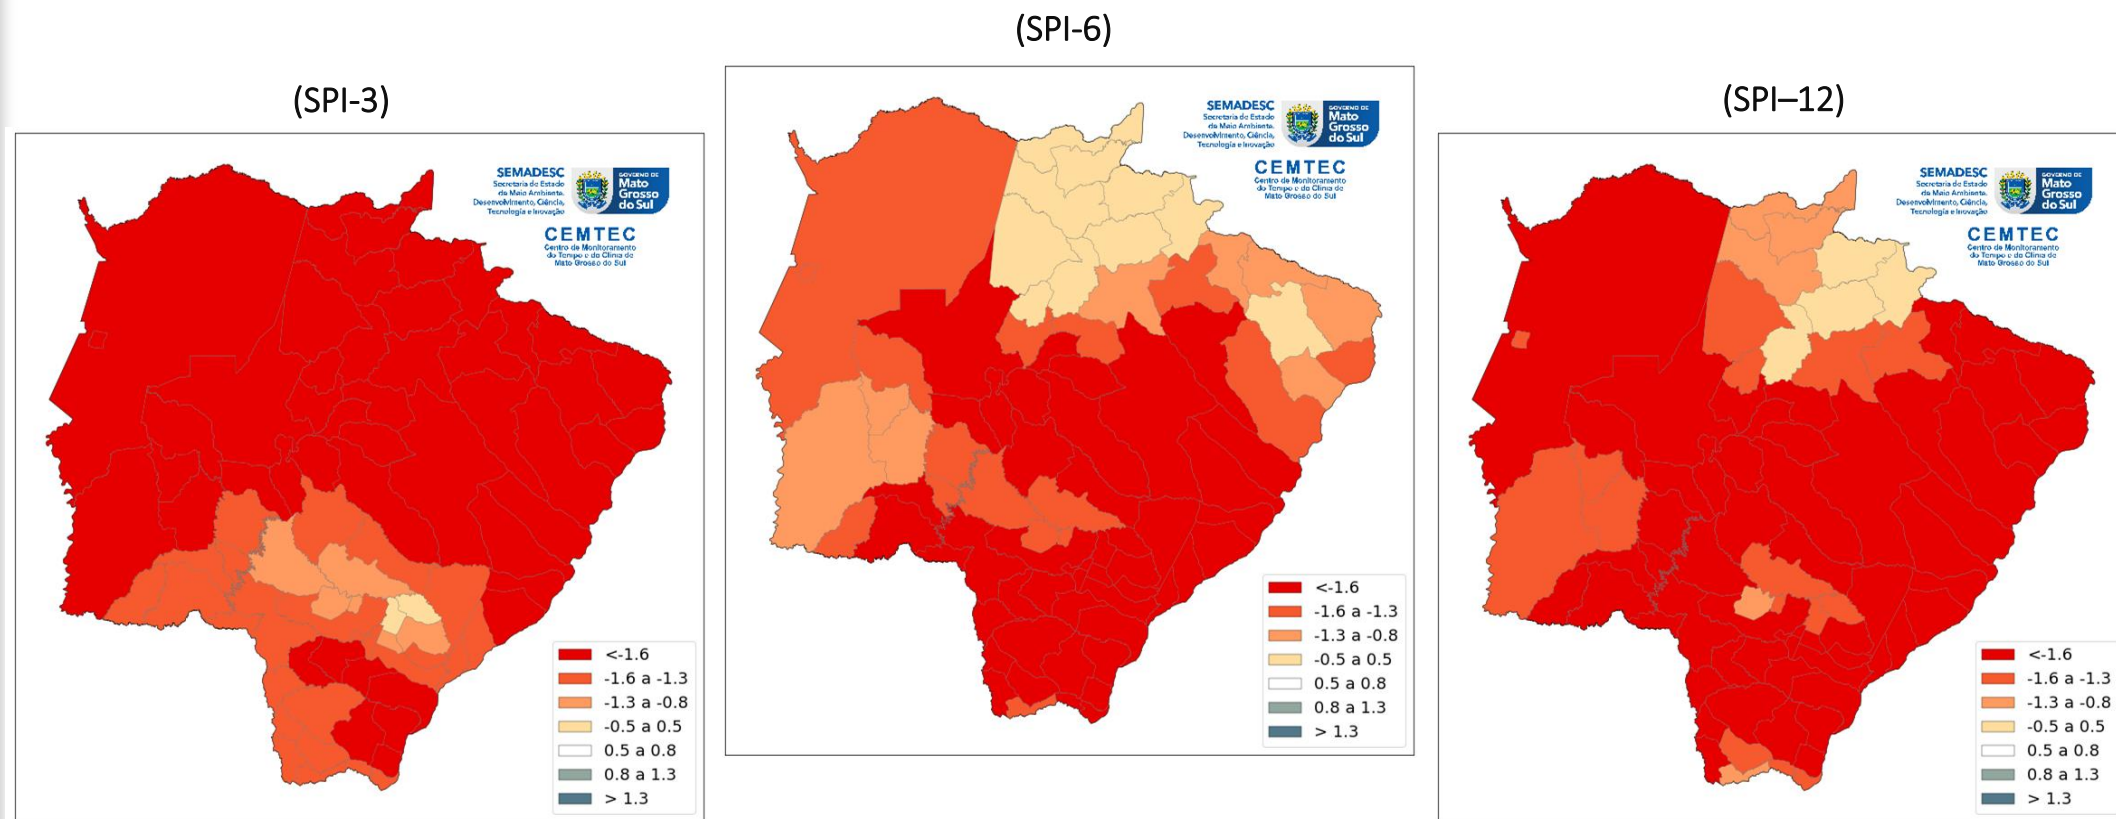 (SPI-3)
SEMADESC
Secretaria de Estado
de Meio Ambiente,
Desenvolvimento, Ciência,
Tecnologia e Inovação
GOVERNO DE
Mato
Grosso
do Sul
CEMTEC
Centro de Monitoramento
do Tempo e do Clima de
Mato Grosso do Sul
<-1.6
-1.6 a -1.3
-1.3 a -0.8
-0.5 a 0.5
0.5 a 0.8
0.8 a 1.3
> 1.3
(SPI-6)
SEMADESC
Secretaria de Estado
de Meio Ambiente,
Desenvolvimento, Ciência,
Tecnologia e Inovação
GOVERNO DE
Mato
Grosso
do Sul
CEMTEC
Centro de Monitoramento
do Tempo e do Clima de
Mato Grosso do Sul
<-1.6
-1.6 a -1.3
-1.3 a -0.8
-0.5 a 0.5
0.5 a 0.8
0.8 a 1.3
> 1.3
(SPI–12)
SEMADESC
Secretaria de Estado
de Meio Ambiente,
Desenvolvimento, Ciência,
Tecnologia e Inovação
GOVERNO DE
Mato
Grosso
do Sul
CEMTEC
Centro de Monitoramento
do Tempo e do Clima de
Mato Grosso do Sul
<-1.6
-1.6 a -1.3
-1.3 a -0.8
-0.5 a 0.5
0.5 a 0.8
0.8 a 1.3
> 1.3